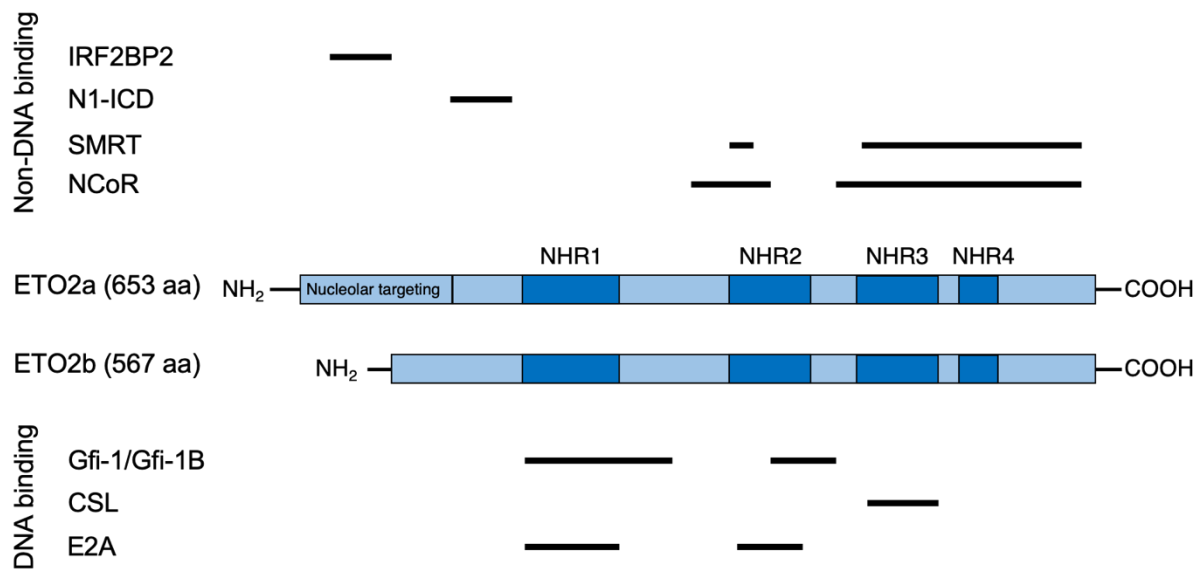 Non-DNA binding
IRF2BP2
N1-ICD
SMRT
NCoR
NHR1 NHR2 NHR3 NHR4
ETO2a (653 aa) NH2 Nucleolar targeting COOH
ETO2b (567 aa) NH2 COOH
DNA binding
Gfi-1/Gfi-1B
CSL
E2A